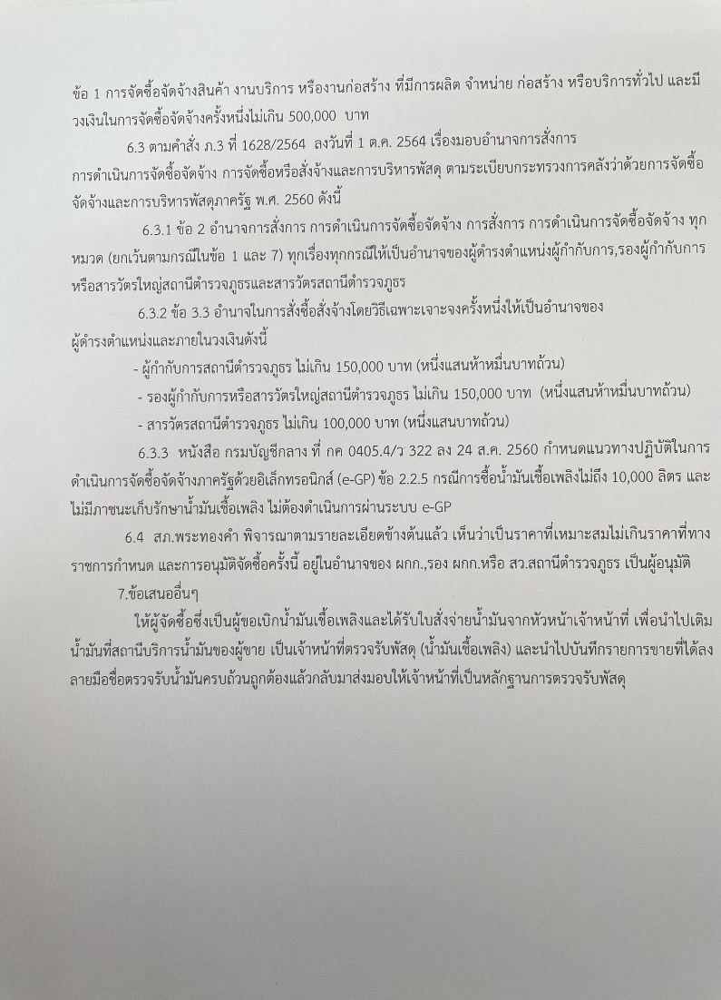 ข้อ 1 การจัดซื้อจัดจ้างสินค้า งานบริการ หรืองานก่อสร้าง ที่มีการผลิต จำหน่าย ก่อสร้าง หรือบริการทั่วไป และมี
วงเงินในการจัดซื้อจัดจ้างครั้งหนึ่งไม่เกิน 500,000 บาท
6.3 ตามคำสั่ง ภ.3 ที่ 1628/2564 ลงวันที่ 1 ต.ค. 2564 เรื่องมอบอำนาจการสั่งการ
การดำเนินการจัดซื้อจัดจ้าง การจัดซื้อหรือสั่งจ้างและการบริหารพัสดุ ตามระเบียบกระทรวงการคลังว่าด้วยการจัดซื้อ
จัดจ้างและการบริหารพัสดุภาครัฐ พ.ศ. 2560 ดังนี้
6.3.1 ข้อ 2 อำนาจการสั่งการ การดำเนินการจัดซื้อจัดจ้าง การสั่งการ การดำเนินการจัดซื้อจัดจ้าง ทุก
หมวด (ยกเว้นตามกรณีในข้อ 1 และ 7) ทุกเรื่องทุกกรณีให้เป็นอำนาจของผู้ดำรงตำแหน่งผู้กำกับการ,รองผู้กำกับการ
หรือสารวัตรใหญ่สถานีตำรวจภูธรและสารวัตรสถานีตำรวจภูธร
6.3.2 ข้อ 3.3 อำนาจในการสั่งซื้อสั่งจ้างโดยวิธีเฉพาะเจาะจงครั้งหนึ่งให้เป็นอำนาจของ
ผู้ดำรงตำแหน่งและภายในวงเงินดังนี้
- ผู้กำกับการสถานีตำรวจภูธร ไม่เกิน 150,000 บาท (หนึ่งแสนห้าหมื่นบาทถ้วน)
- รองผู้กำกับการหรือสารวัตรใหญ่สถานีตำรวจภูธร ไม่เกิน 150,000 บาท (หนึ่งแสนห้าหมื่นบาทถ้วน)
- สารวัตรสถานีตำรวจภูธร ไม่เกิน 100,000 บาท (หนึ่งแสนบาทถ้วน)
6.3.3 หนังสือ กรมบัญชีกลาง ที่ กค 0405.4/ว 322 ลง 24 ส.ค. 2560 กำหนดแนวทางปฏิบัติในการ
ดำเนินการจัดซื้อจัดจ้างภาครัฐด้วยอิเล็กทรอนิกส์ (e-GP) ข้อ 2.2.5 กรณีการซื้อน้ำมันเชื้อเพลิงไม่ถึง 10,000 ลิตร และ
ไม่มีภาชนะเก็บรักษาน้ำมันเชื้อเพลิง ไม่ต้องดำเนินการผ่านระบบ e-GP
6.4 สภ.พระทองคำ พิจารณาตามรายละเอียดข้างต้นแล้ว เห็นว่าเป็นราคาที่เหมาะสมไม่เกินราคาที่ทาง
ราชการกำหนด และการอนุมัติจัดซื้อครั้งนี้ อยู่ในอำนาจของ ผกก.,รอง ผกก.หรือ สว.สถานีตำรวจภูธร เป็นผู้อนุมัติ
7.ข้อเสนออื่นๆ
ให้ผู้จัดซื้อซึ่งเป็นผู้ขอเบิกน้ำมันเชื้อเพลิงและได้รับใบสั่งจ่ายน้ำมันจากหัวหน้าเจ้าหน้าที่ เพื่อนำไปเติม
น้ำมันที่สถานีบริการน้ำมันของผู้ขาย เป็นเจ้าหน้าที่ตรวจรับพัสดุ (น้ำมันเชื้อเพลิง) และนำไปบันทึกรายการขายที่ได้ลง
ลายมือชื่อตรวจรับน้ำมันครบถ้วนถูกต้องแล้วกลับมาส่งมอบให้เจ้าหน้าที่เป็นหลักฐานการตรวจรับพัสดุ